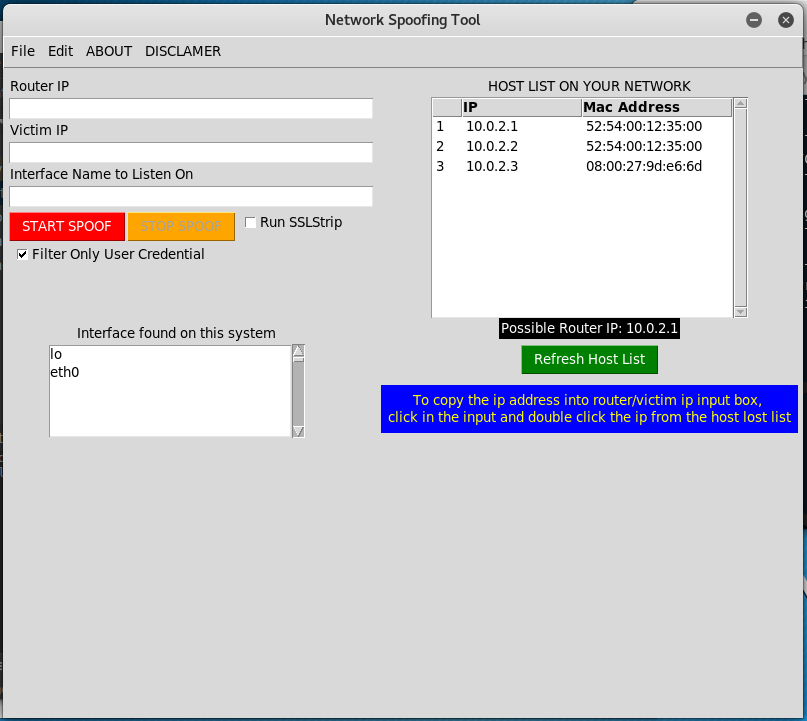 Network Spoofing Tool
File Edit ABOUT DISCLAMER
Router IP
Victim IP
Interface Name to Listen On
START SPOOF STOP SPOOF Run SSLStrip
Filter Only User Credential
Interface found on this system
lo
eth0
HOST LIST ON YOUR NETWORK
IP Mac Address
1 10.0.2.1 52:54:00:12:35:00
2 10.0.2.2 52:54:00:12:35:00
3 10.0.2.3 08:00:27:9d:e6:6d
Possible Router IP: 10.0.2.1
Refresh Host List
To copy the ip address into router/victim ip input box,
click in the input and double click the ip from the host lost list